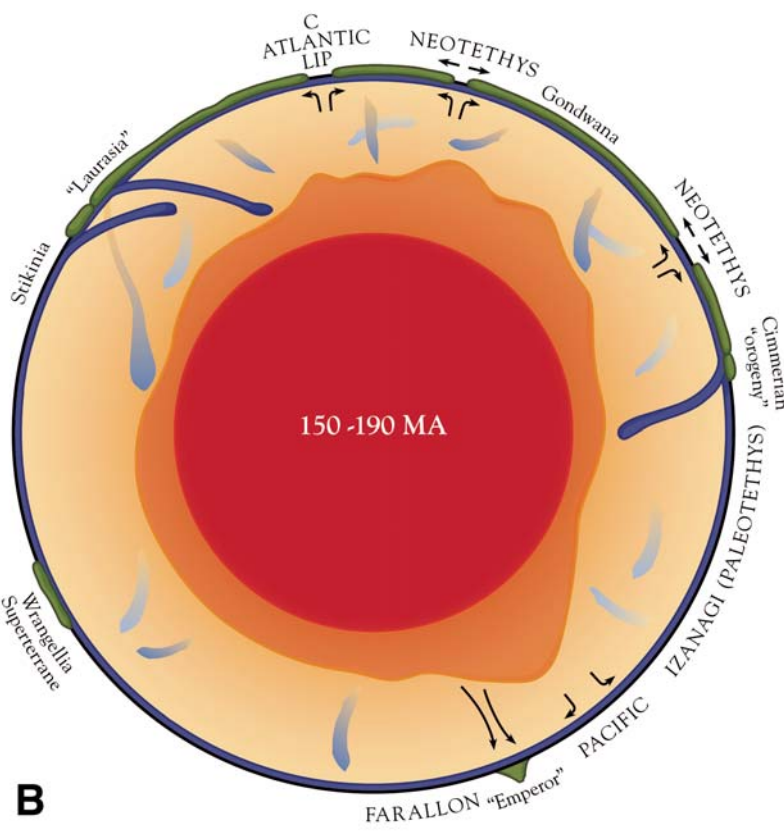 C
ATLANTIC
LIP
NEOTETHYS
Gondwana
"Laurasia"
NEOTETHYS
Stikinia
Cimmerian
"orogeny"
150 -190 MA
IZANAGI (PALEOTETHYS)
Wrangellia
Superterrane
PACIFIC
"Emperor"
FARALLON
B